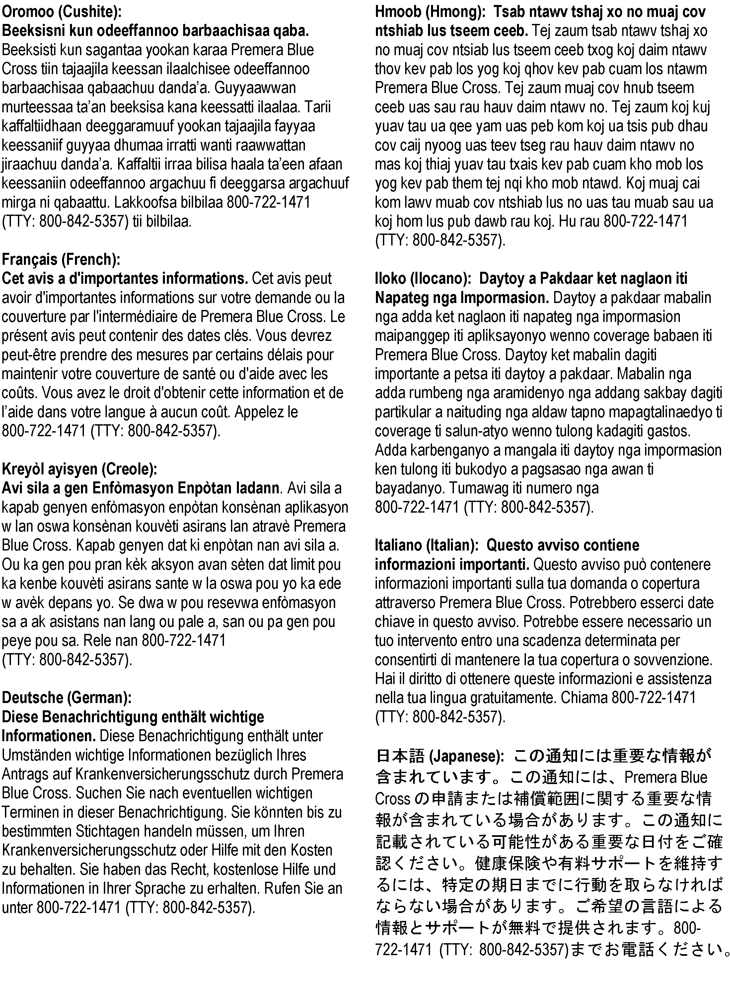 Oromoo (Cushite):
Beeksisni kun odeeffannoo barbaachisaa qaba.
Beeksisti kun sagantaa yookan karaa Premera Blue
Cross tiin tajaajila keessan ilaalchisee odeeffannoo
barbaachisaa qabaachuu danda’a. Guyyaawwan
murteessaa ta’an beeksisa kana keessatti ilaalaa. Tarii
kaffaltiidhaan deeggaramuuf yookan tajaajila fayyaa
keessaniif guyyaa dhumaa irratti wanti raawwattan
jiraachuu danda’a. Kaffaltii irraa bilisa haala ta’een afaan
keessaniin odeeffannoo argachuu fi deeggarsa argachuuf
mirga ni qabaattu. Lakkoofsa bilbilaa 800-722-1471
(TTY: 800-842-5357) tii bilbilaa.

Français (French):
Cet avis a d'importantes informations. Cet avis peut
avoir d'importantes informations sur votre demande ou la
couverture par l'intermédiaire de Premera Blue Cross. Le
présent avis peut contenir des dates clés. Vous devrez
peut-être prendre des mesures par certains délais pour
maintenir votre couverture de santé ou d'aide avec les
coûts. Vous avez le droit d'obtenir cette information et de
l’aide dans votre langue à aucun coût. Appelez le
800-722-1471 (TTY: 800-842-5357).

Kreyòl ayisyen (Creole):
Avi sila a gen Enfòmasyon Enpòtan ladann. Avi sila a
kapab genyen enfòmasyon enpòtan konsènan aplikasyon
w lan oswa konsènan kouvèti asirans lan atravè Premera
Blue Cross. Kapab genyen dat ki enpòtan nan avi sila a.
Ou ka gen pou pran kèk aksyon avan sèten dat limit pou
ka kenbe kouvèti asirans sante w la oswa pou yo ka ede
w avèk depans yo. Se dwa w pou resevwa enfòmasyon
sa a ak asistans nan lang ou pale a, san ou pa gen pou
peye pou sa. Rele nan 800-722-1471
(TTY: 800-842-5357).

Deutsche (German):
Diese Benachrichtigung enthält wichtige
Informationen. Diese Benachrichtigung enthält unter
Umständen wichtige Informationen bezüglich Ihres
Antrags auf Krankenversicherungsschutz durch Premera
Blue Cross. Suchen Sie nach eventuellen wichtigen
Terminen in dieser Benachrichtigung. Sie könnten bis zu
bestimmten Stichtagen handeln müssen, um Ihren
Krankenversicherungsschutz oder Hilfe mit den Kosten
zu behalten. Sie haben das Recht, kostenlose Hilfe und
Informationen in Ihrer Sprache zu erhalten. Rufen Sie an
unter 800-722-1471 (TTY: 800-842-5357).

Hmoob (Hmong): Tsab ntawv tshaj xo no muaj cov
ntshiab lus tseem ceeb. Tej zaum tsab ntawv tshaj xo
no muaj cov ntsiab lus tseem ceeb txog koj daim ntawv
thov kev pab los yog koj qhov kev pab cuam los ntawm
Premera Blue Cross. Tej zaum muaj cov hnub tseem
ceeb uas sau rau hauv daim ntawv no. Tej zaum koj kuj
yuav tau ua qee yam uas peb kom koj ua tsis pub dhau
cov caij nyoog uas teev tseg rau hauv daim ntawv no
mas koj thiaj yuav tau txais kev pab cuam kho mob los
yog kev pab them tej nqi kho mob ntawd. Koj muaj cai
kom lawv muab cov ntshiab lus no uas tau muab sau ua
koj hom lus pub dawb rau koj. Hu rau 800-722-1471
(TTY: 800-842-5357).

Iloko (Ilocano): Daytoy a Pakdaar ket naglaon iti
Napateg nga Impormasion. Daytoy a pakdaar mabalin
nga adda ket naglaon iti napateg nga impormasion
maipanggep iti apliksayonyo wenno coverage babaen iti
Premera Blue Cross. Daytoy ket mabalin dagiti
importante a petsa iti daytoy a pakdaar. Mabalin nga
adda rumbeng nga aramidenyo nga addang sakbay dagiti
partikular a naituding nga aldaw tapno mapagtalinaedyo ti
coverage ti salun-atyo wenno tulong kadagiti gastos.
Adda karbenganyo a mangala iti daytoy nga impormasion
ken tulong iti bukodyo a pagsasao nga awan ti
bayadanyo. Tumawag iti numero nga
800-722-1471 (TTY: 800-842-5357).

Italiano (Italian): Questo avviso contiene
informazioni importanti. Questo avviso può contenere
informazioni importanti sulla tua domanda o copertura
attraverso Premera Blue Cross. Potrebbero esserci date
chiave in questo avviso. Potrebbe essere necessario un
tuo intervento entro una scadenza determinata per
consentirti di mantenere la tua copertura o sovvenzione.
Hai il diritto di ottenere queste informazioni e assistenza
nella tua lingua gratuitamente. Chiama 800-722-1471
(TTY: 800-842-5357).

日本語 (Japanese): この通知には重要な情報が
含まれています。この通知には、Premera Blue
Cross の申請または補償範囲に関する重要な情
報が含まれている場合があります。この通知に
記載されている可能性がある重要な日付をご確
認ください。健康保険や有料サポートを維持す
るには、特定の期日までに行動を取らなければ
ならない場合があります。ご希望の言語による
情報とサポートが無料で提供されます。800-
722-1471 (TTY: 800-842-5357)までお電話ください。